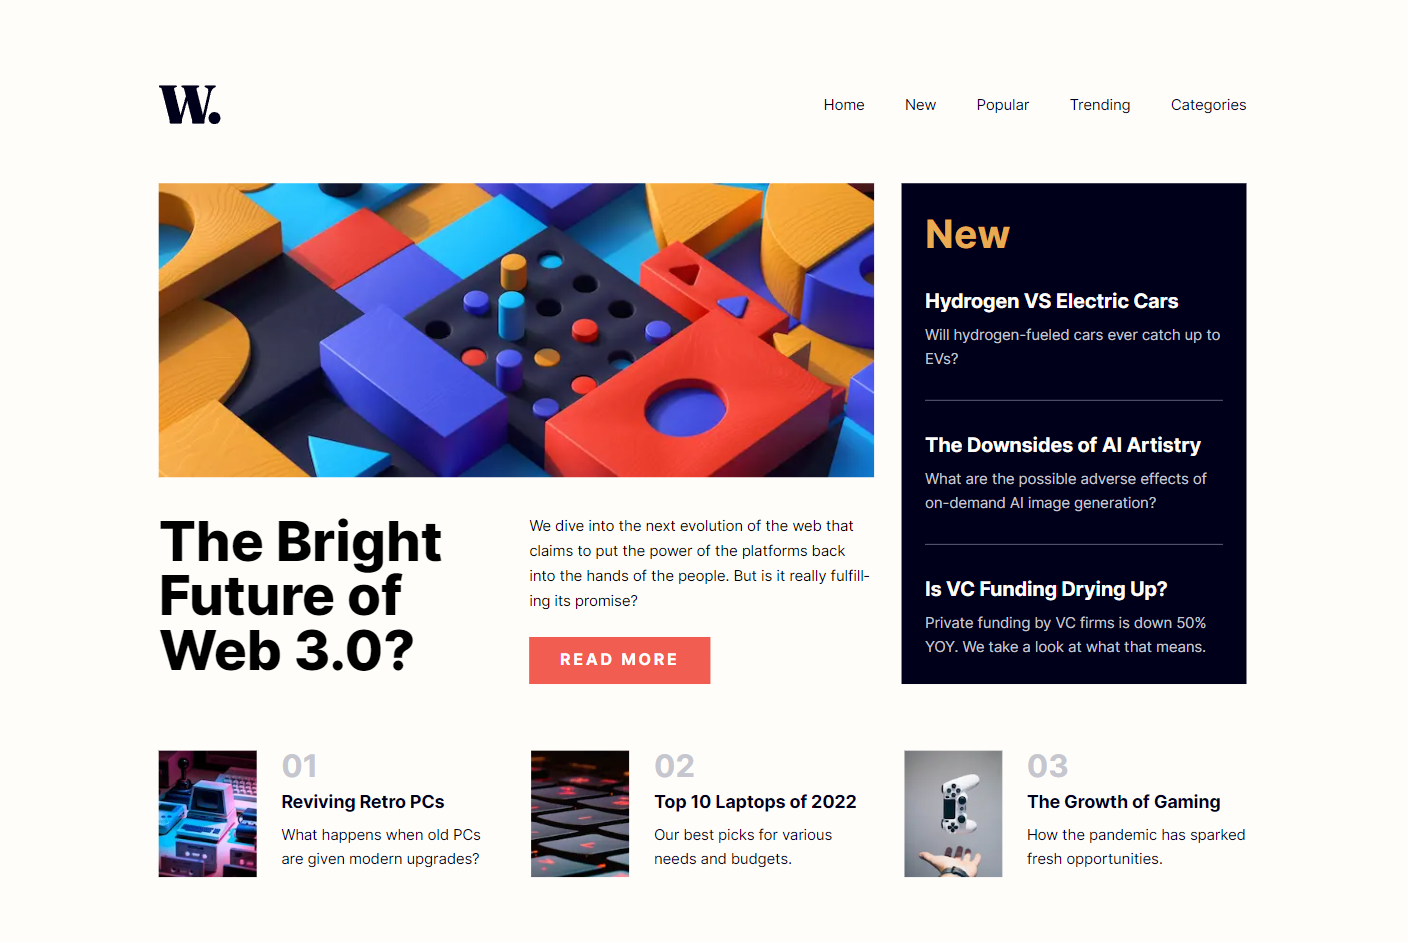 W.
Home New Popular Trending Categories
New
Hydrogen VS Electric Cars
Will hydrogen-fueled cars ever catch up to
EVs?
The Downsides of AI Artistry
What are the possible adverse effects of
on-demand AI image generation?
Is VC Funding Drying Up?
Private funding by VC firms is down 50%
YOY. We take a look at what that means.
The Bright
Future of
Web 3.0?
We dive into the next evolution of the web that
claims to put the power of the platforms back
into the hands of the people. But is it really fulfill-
ing its promise?
READ MORE
01
Reviving Retro PCs
What happens when old PCs
are given modern upgrades?
02
Top 10 Laptops of 2022
Our best picks for various
needs and budgets.
03
The Growth of Gaming
How the pandemic has sparked
fresh opportunities.